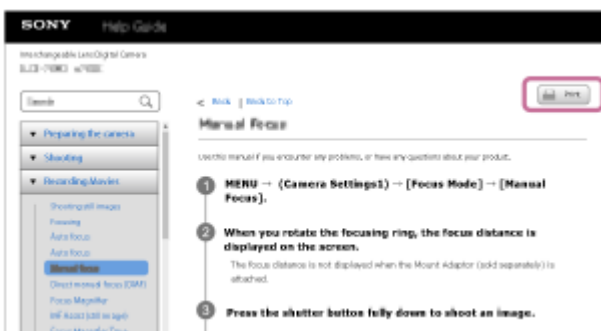 SONY Help Guide
Interchangeable Lens Digital Camera
Search
Print
< Back | Back to Top
Manual Focus
Use this manual if you encounter any problems, or have any questions about your product.
1 MENU → (Camera Settings1) → [Focus Mode] → [Manual
Focus].
2 When you rotate the focusing ring, the focus distance is
displayed on the screen.
The focus distance is not displayed when the Mount Adaptor (sold separately) is
attached.
3 Press the shutter button fully down to shoot an image.
Preparing the camera
Shooting
Recording Movies
Shooting still images
Focusing
Auto focus
Auto focus
Manual focus
Direct manual focus (DMF)
Focus Magnifier
MF Assist (still image)